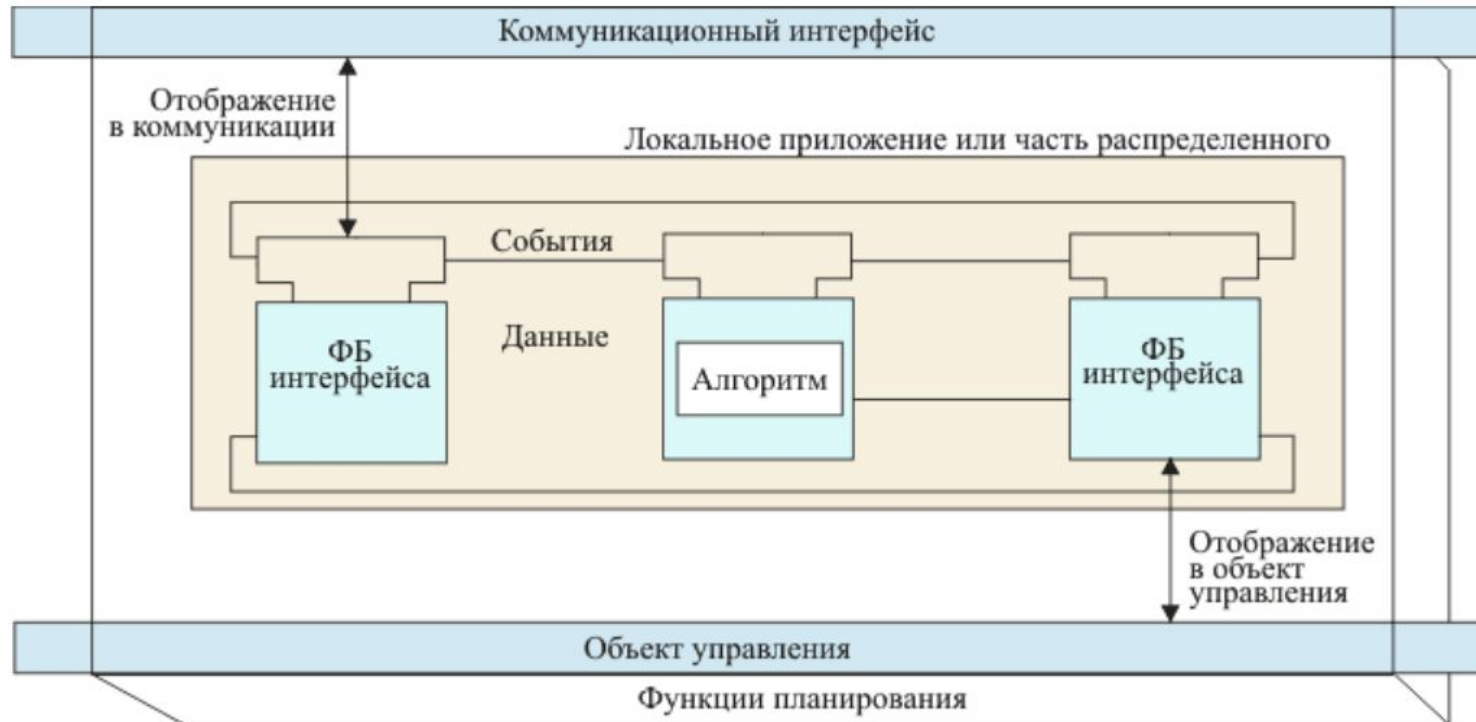 Коммуникационный интерфейс
Отображение
в коммуникации
Локальное приложение или часть распределенного
События
Данные
ФБ
интерфейса
Алгоритм
ФБ
интерфейса
Отображение
в объект
управления
Объект управления
Функции планирования